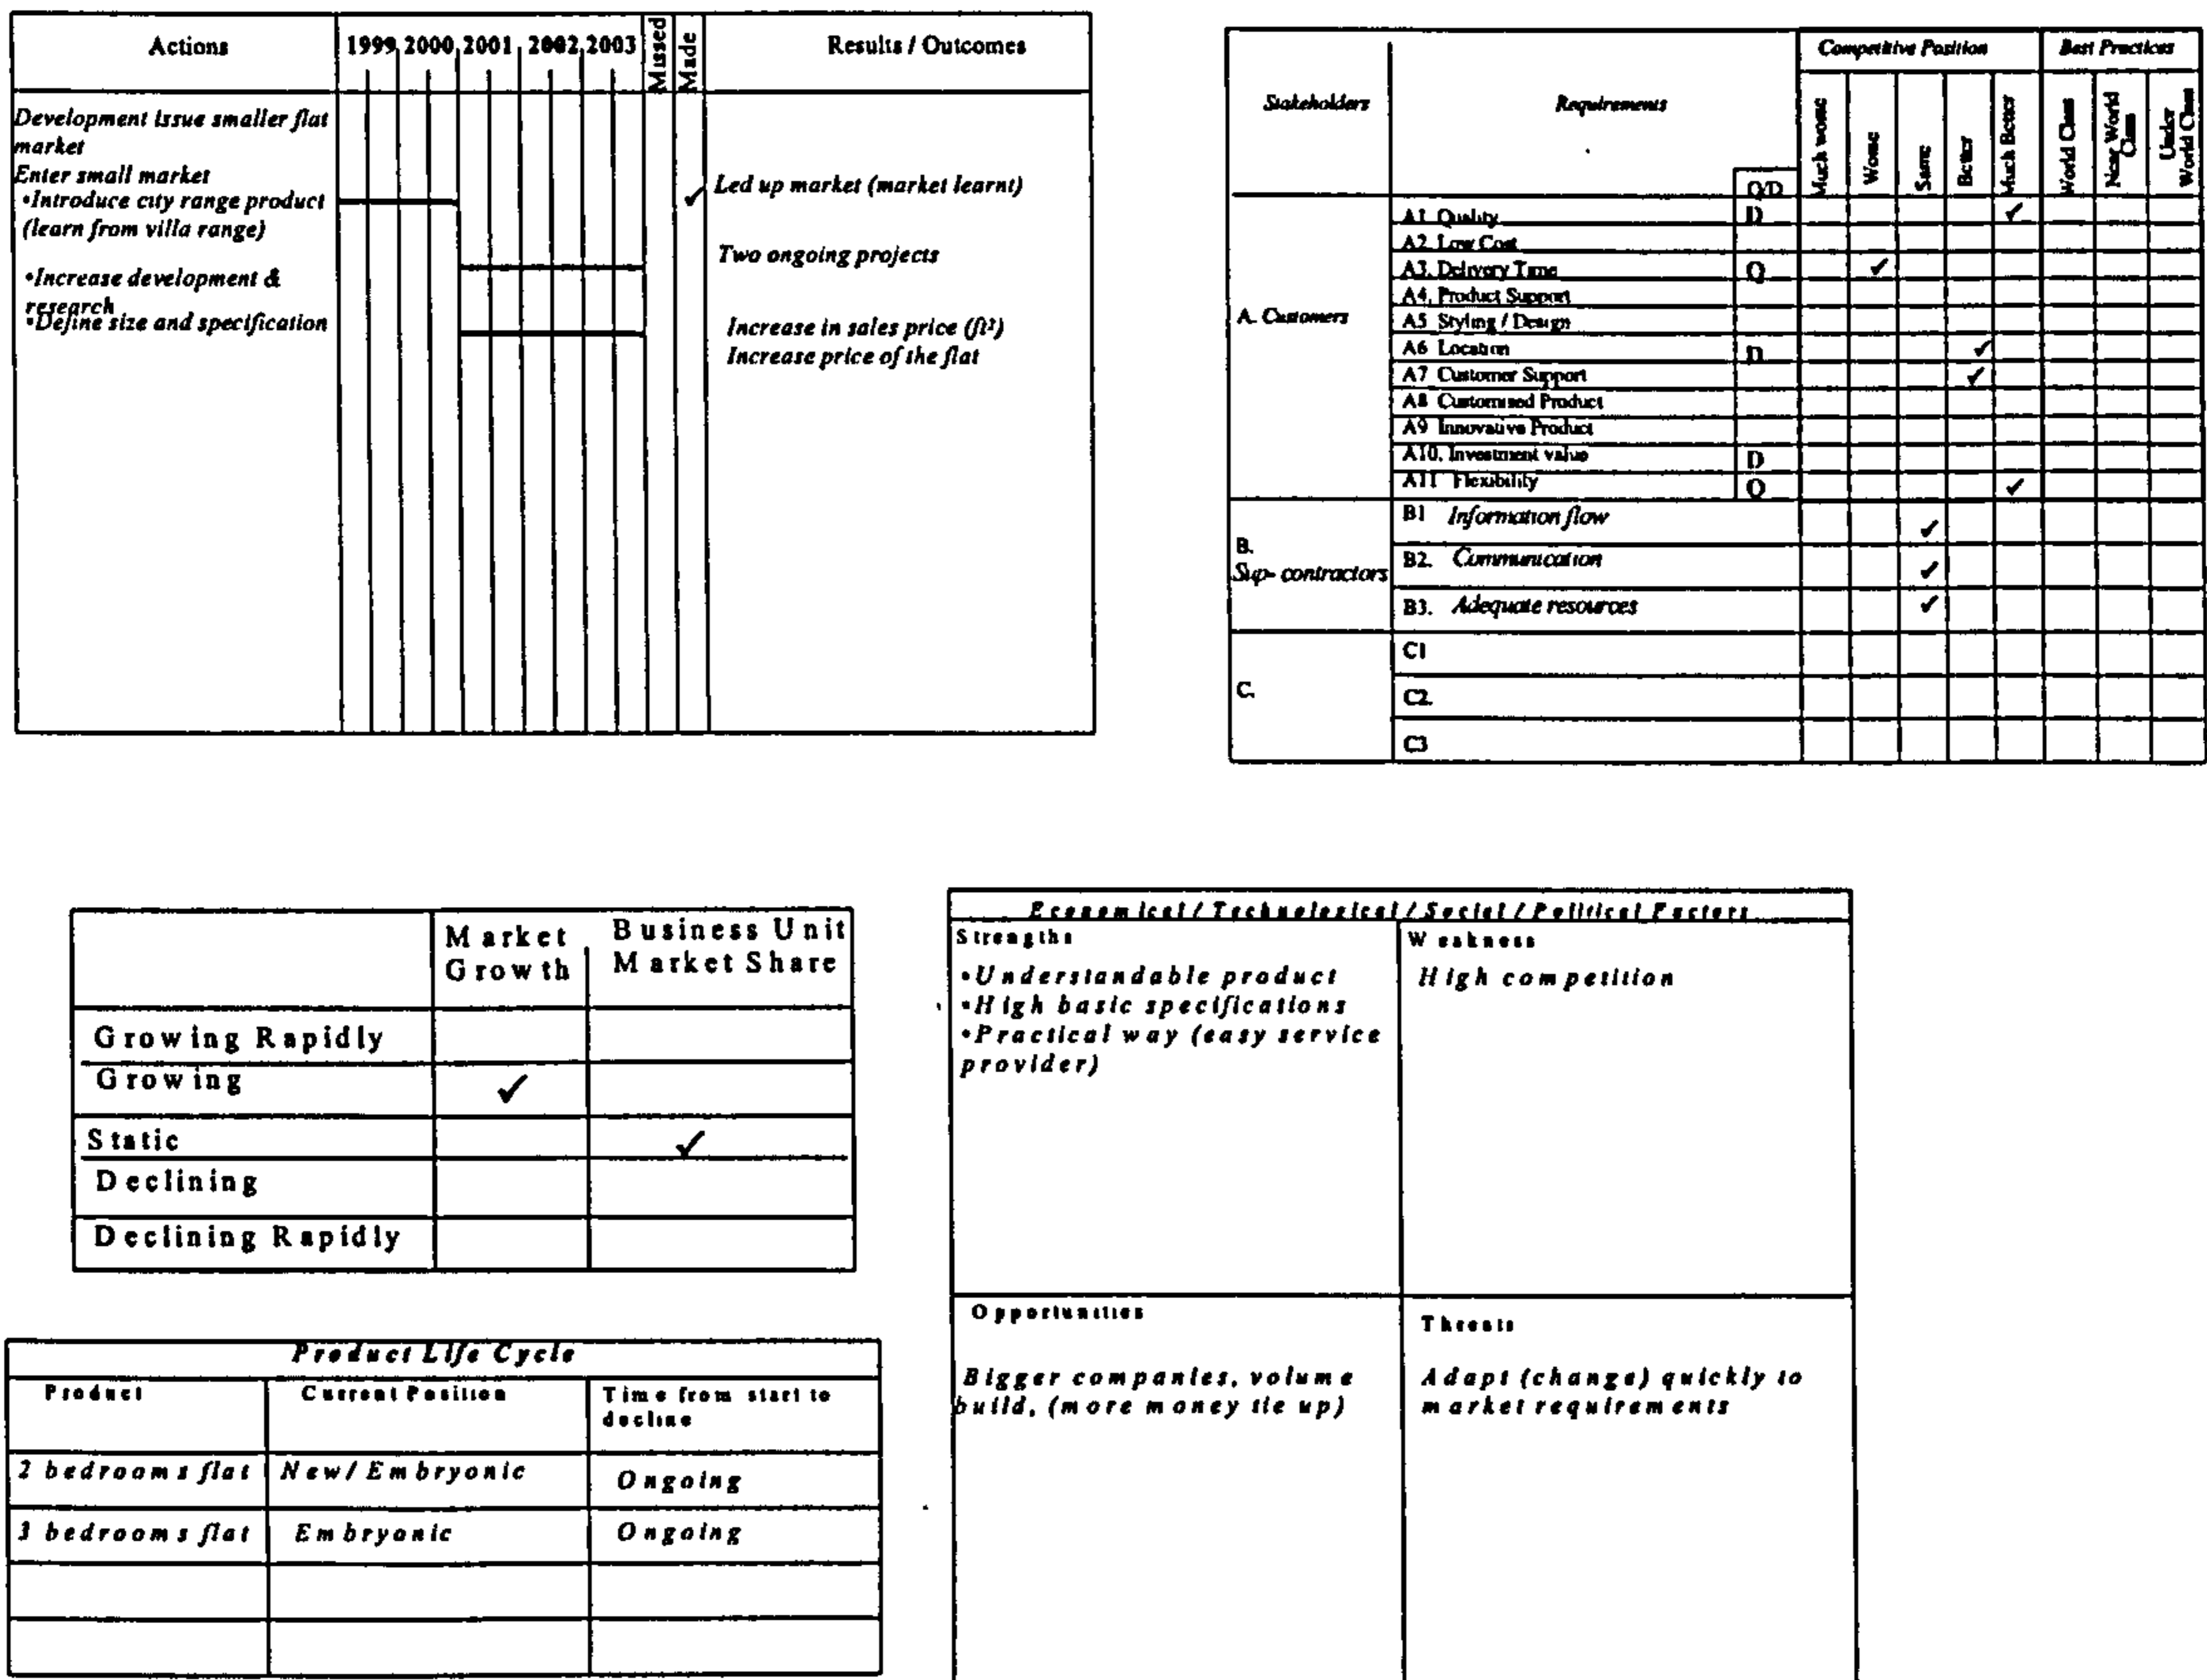 Actions 1999 2000 2001 2002 2003 Missed Made Results / Outcomes
Development issue smaller flat
market
Enter small market
•Introduce city range product
(learn from villa range)
•Increase development &
research
•Define size and specification
✓ Led up market (market learnt)
Two ongoing projects
Increase in sales price (ft²)
Increase price of the flat
Stakeholders Requirements Q/D Competitive Position Best Practices
Much worse Worse Same Better Much Better World Class Near World Class Under World Class
A. Customers
A1. Quality D ✓
A2. Low Cost
A3. Delivery Time Q ✓
A4. Product Support
A5. Styling / Design
A6. Location D ✓
A7. Customer Support ✓
A8. Customised Product
A9. Innovative Product
A10. Investment value D
A11 Flexibility Q ✓
B.
Sup- contractors
B1 Information flow ✓
B2. Communication ✓
B3. Adequate resources ✓
C.
C1
C2.
C3
Market Growth Business Unit Market Share
Growing Rapidly
Growing ✓
Static ✓
Declining
Declining Rapidly
Product Life Cycle
Product Current Position Time from start to decline
2 bedrooms flat New/ Embryonic Ongoing
3 bedrooms flat Embryonic Ongoing
Economical / Technological / Social / Political Factors
Strengths
•Understandable product
•High basic specifications
•Practical way (easy service
provider)
Weakness
High competition
Opportunities
Bigger companies, volume
build, (more money tie up)
Threats
Adapt (change) quickly to
market requirements